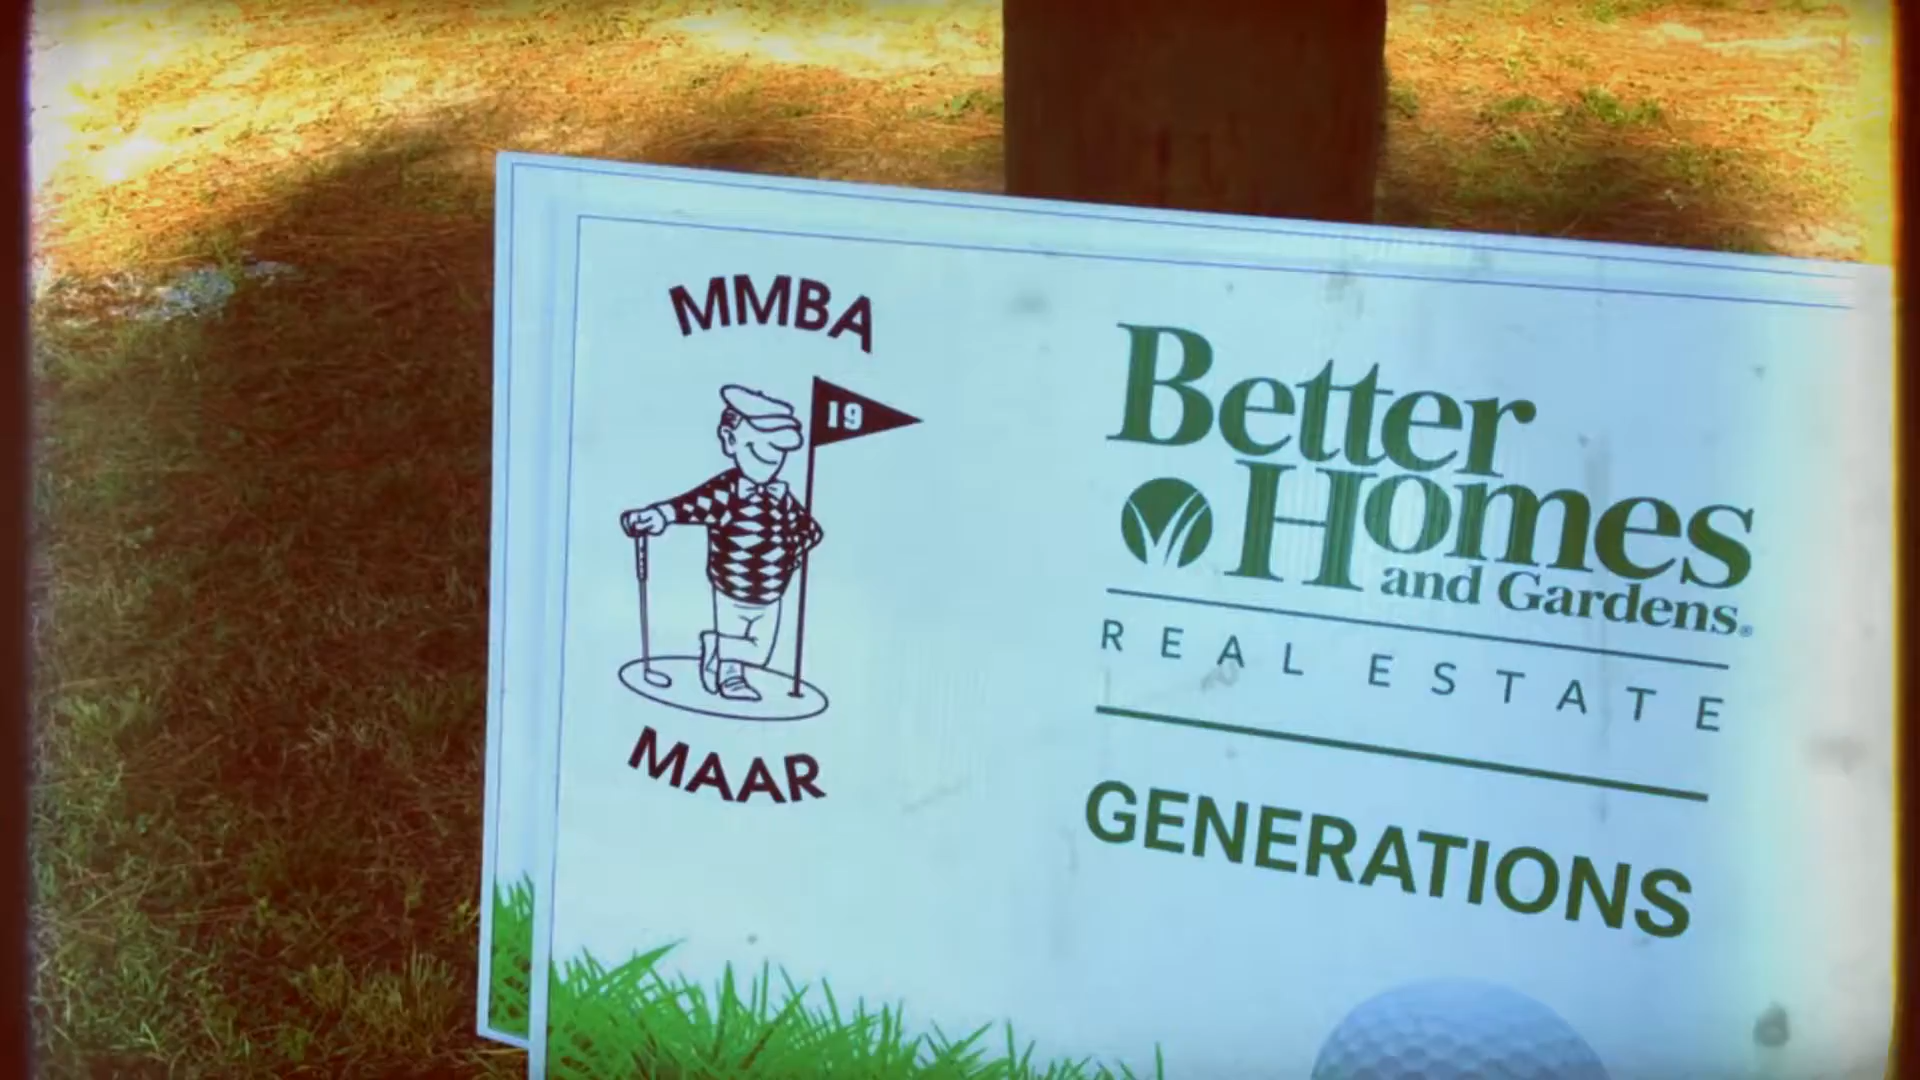 MMBA
19
MAAR
Better
Homes
and Gardens®
REAL ESTATE
GENERATIONS